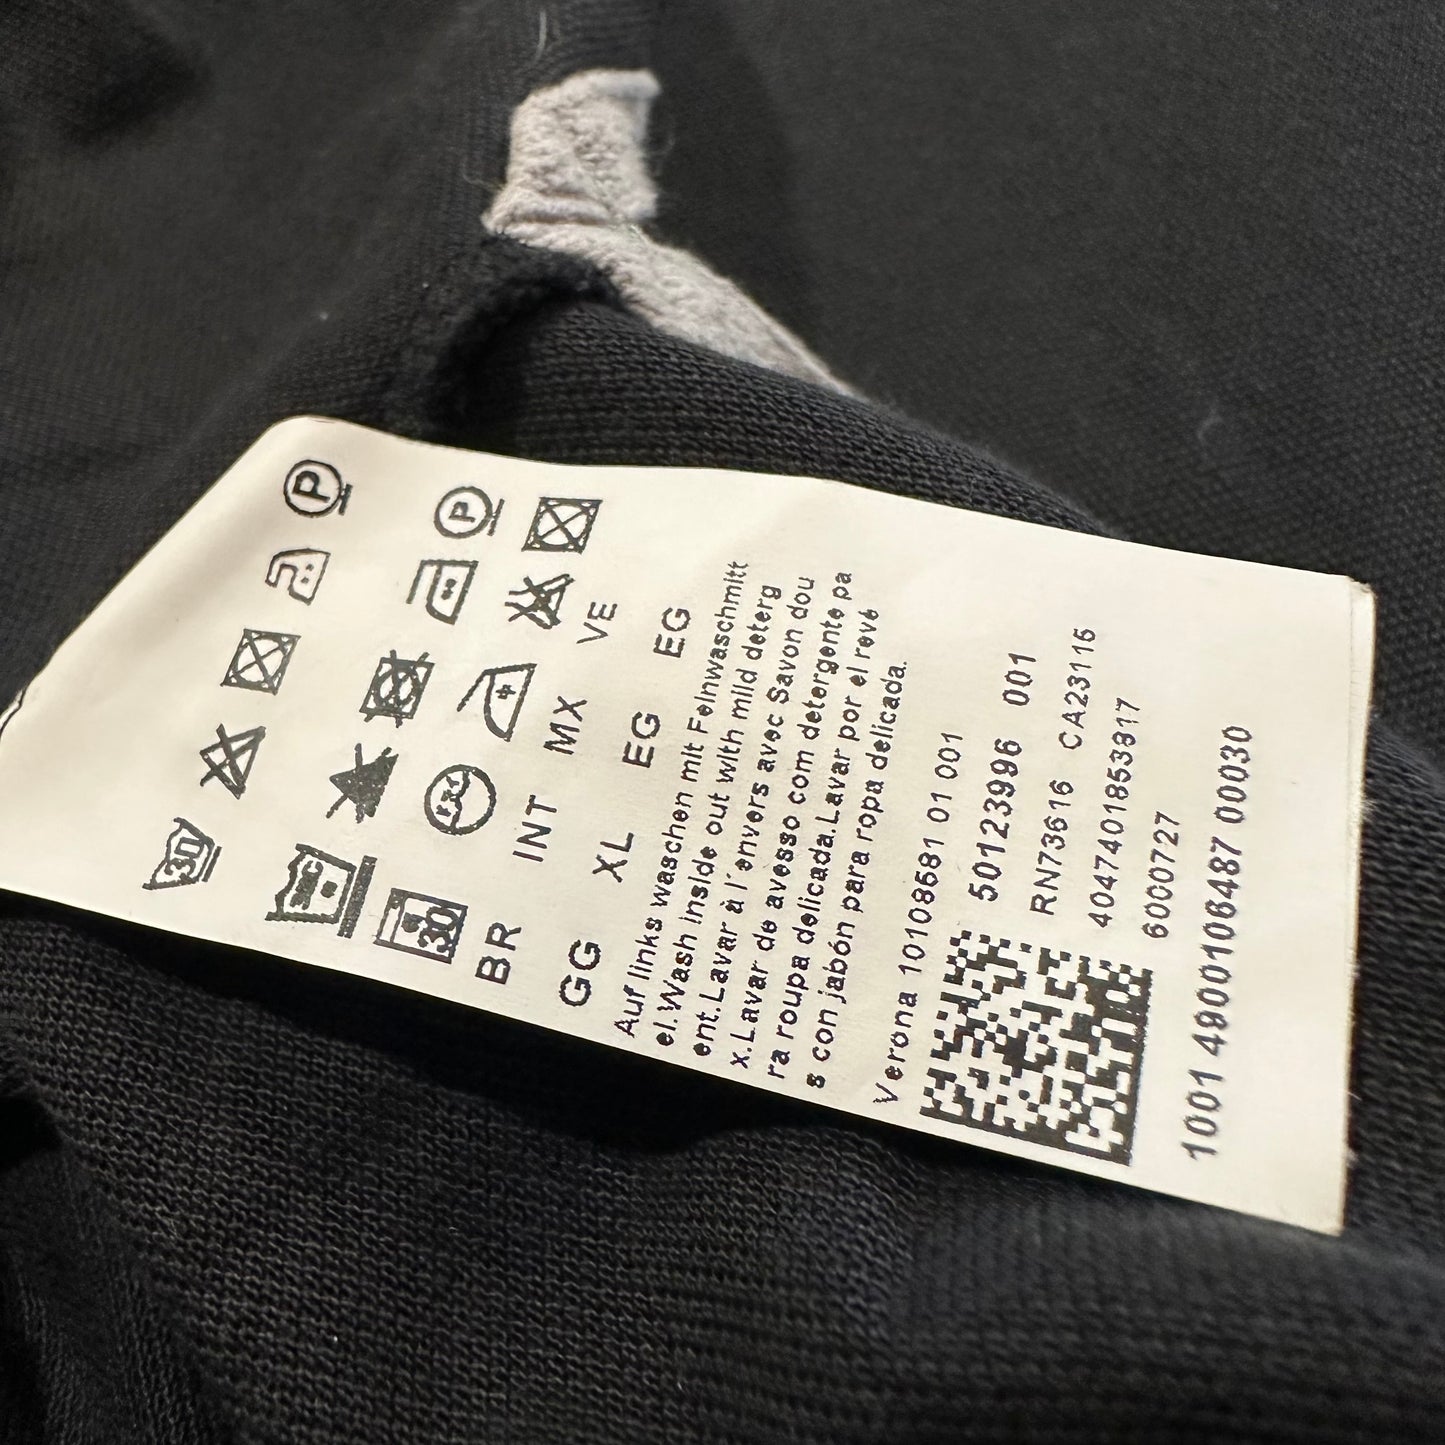 P
P
30
30
BR INT MX VE
GG XL EG EG
Auf links waschen mit Feinwaschmitt
el.Wash inside out with mild deterg
ent.Lavar à l'envers avec Savon dou
x.Lavar do avesso com detergente pa
ra roupa delicada.Lavar por el revé
s con jabón para ropa delicada.
Verona 10108681 01 001
50123996 001
RN73616 CA23116
4047401853817
6000727
1001 4900106487 00030